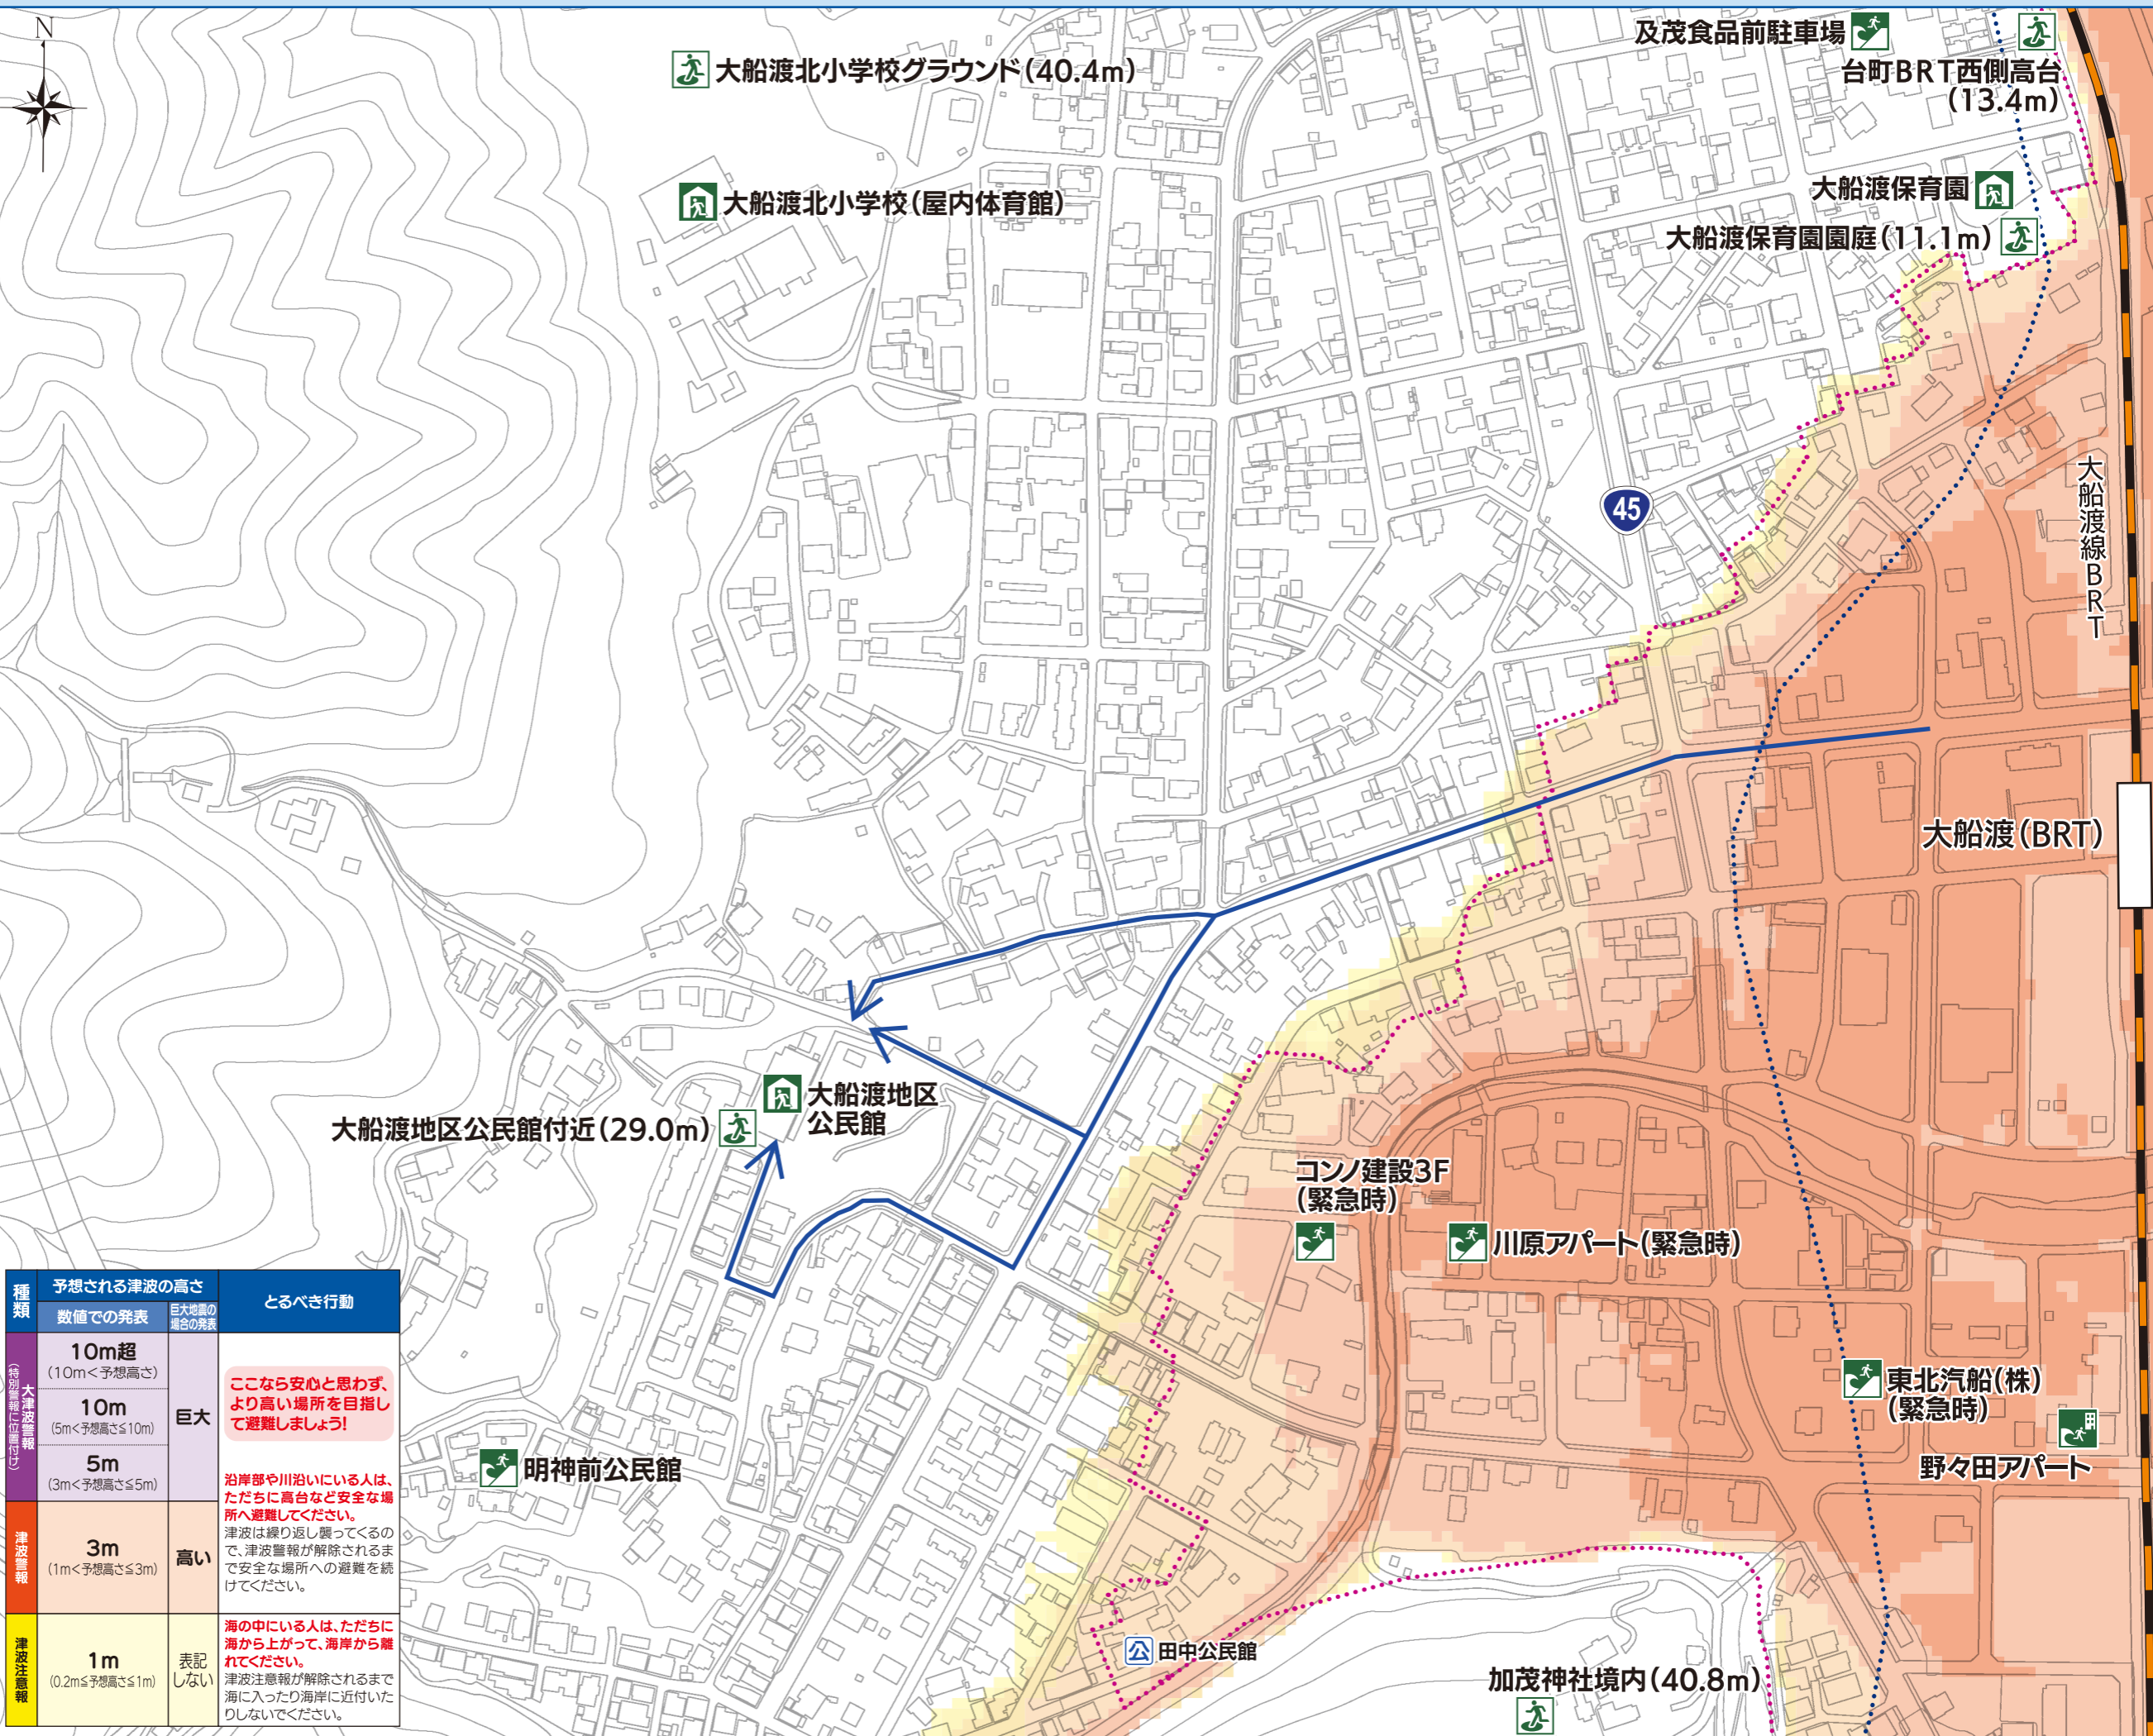 N
大船渡北小学校グラウンド(40.4m)
及茂食品前駐車場
台町BRT西側高台
(13.4m)
大船渡北小学校(屋内体育館)
大船渡保育園
大船渡保育園園庭(11.1m)
45
大船渡線BRT
大船渡(BRT)
大船渡地区
公民館
大船渡地区公民館付近(29.0m)
コンノ建設3F
(緊急時)
川原アパート(緊急時)
東北汽船(株)
(緊急時)
野々田アパート
明神前公民館
公 田中公民館
加茂神社境内(40.8m)
種類
予想される津波の高さ
数値での発表
巨大地震の
場合の発表
とるべき行動
大津波警報
(特別警報に位置付け)
10m超
(10m<予想高さ)
10m
(5m<予想高さ≦10m)
5m
(3m<予想高さ≦5m)
巨大
ここなら安心と思わず、
より高い場所を目指し
て避難しましょう!
津波警報
3m
(1m<予想高さ≦3m)
高い
沿岸部や川沿いにいる人は、
ただちに高台など安全な場
所へ避難してください。
津波は繰り返し襲ってくるの
で、津波警報が解除されるま
で安全な場所への避難を続
けてください。
津波注意報
1m
(0.2m≦予想高さ≦1m)
表記
しない
海の中にいる人は、ただちに
海から上がって、海岸から離
れてください。
津波注意報が解除されるまで
海に入ったり海岸に近付いた
りしないでください。